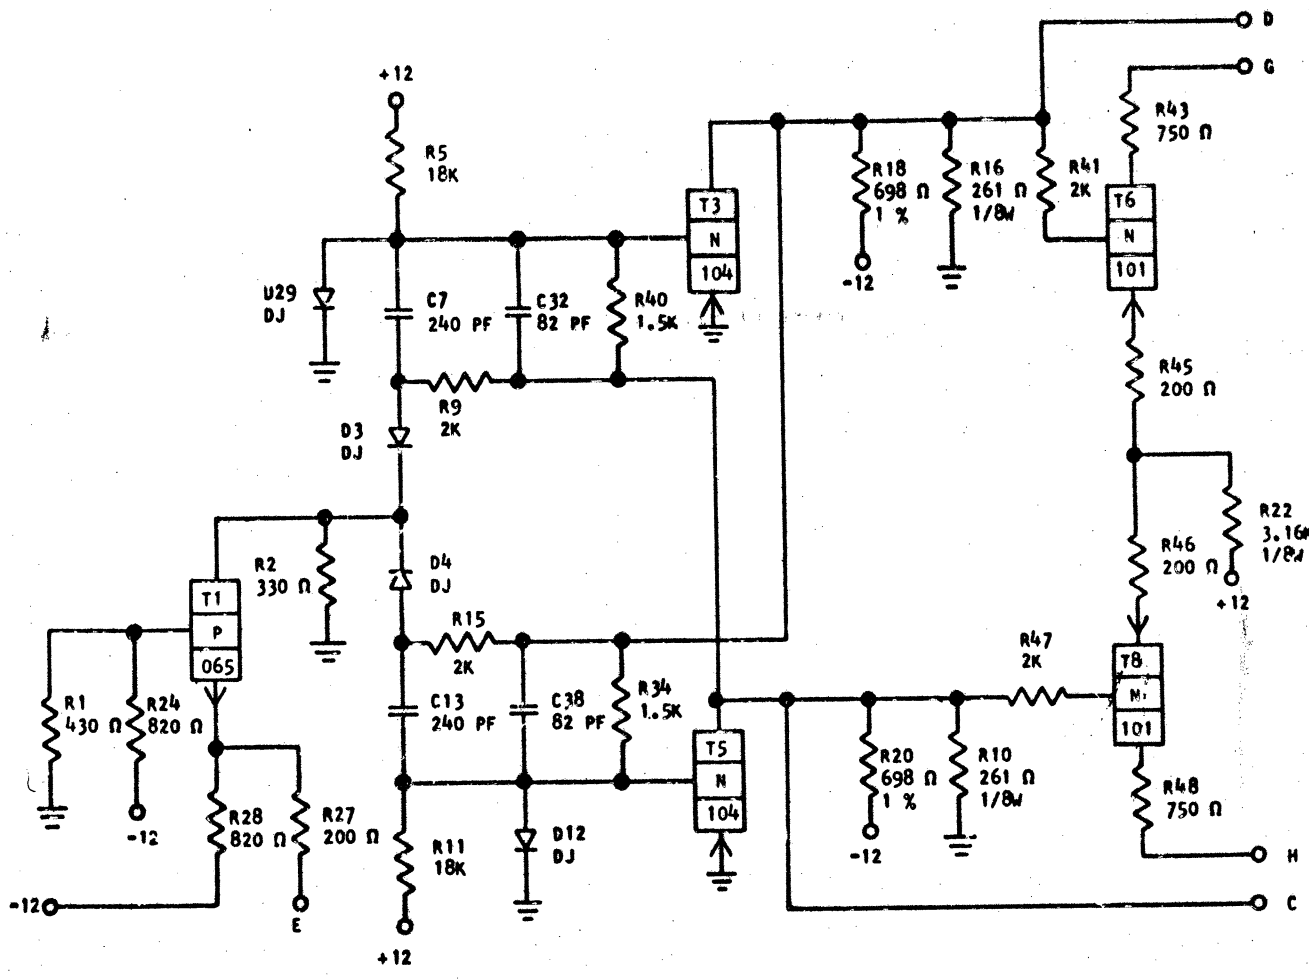 D
G
+12
R5
18K
R43
750 Ω
R18
698 Ω
1 %
R16
261 Ω
1/8W
R41
2K
T3
N
104
T6
N
101
-12
U29
DJ
C7
240 PF
C32
82 PF
R40
1.5K
R9
2K
R45
200 Ω
D3
DJ
R22
3.16K
1/8W
+12
R46
200 Ω
R2
330 Ω
D4
DJ
T1
P
065
R15
2K
R47
2K
T8
101
R1
430 Ω
R24
820 Ω
C13
240 PF
C38
82 PF
R34
1.5K
T5
N
104
R20
698 Ω
1 %
R10
261 Ω
1/8W
R48
750 Ω
-12
R28
820 Ω
R27
200 Ω
R11
18K
D12
DJ
-12
H
-12
E
C
+12